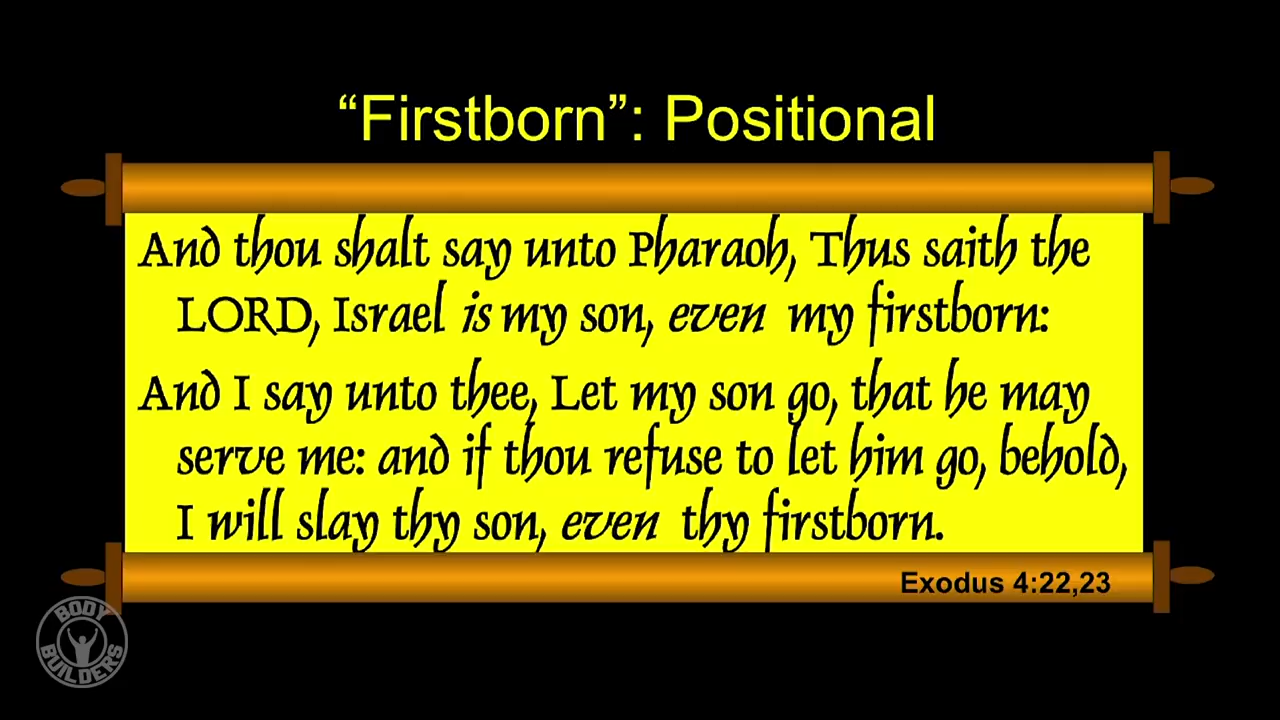 “Firstborn”: Positional
And thou shalt say unto Pharaoh, Thus saith the
LORD, Israel is my son, even my firstborn:
And I say unto thee, Let my son go, that he may
serve me: and if thou refuse to let him go, behold,
I will slay thy son, even thy firstborn.
Exodus 4:22,23
BODY
BUILDERS